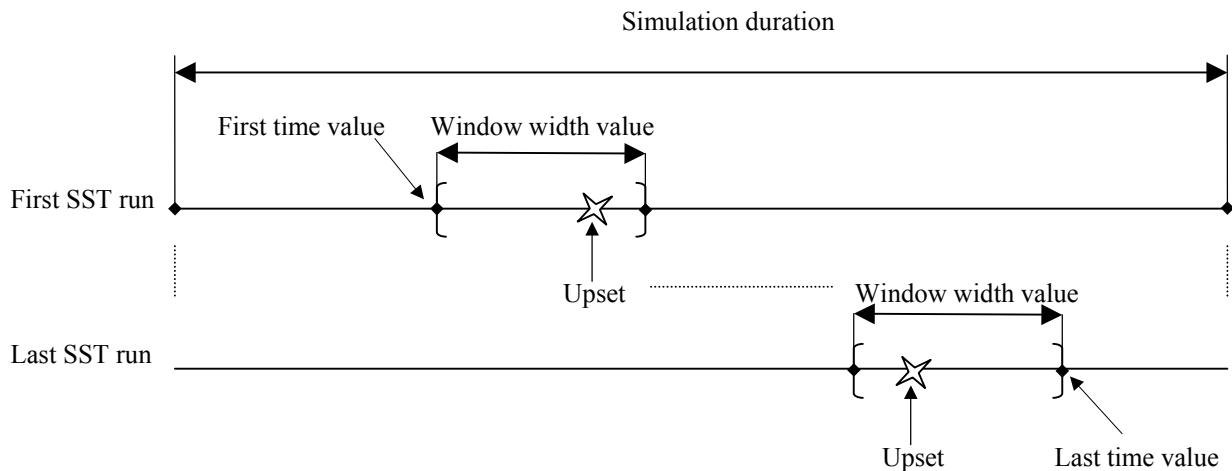 Simulation duration
First time value
Window width value
First SST run
Upset
Window width value
Last SST run
Upset
Last time value